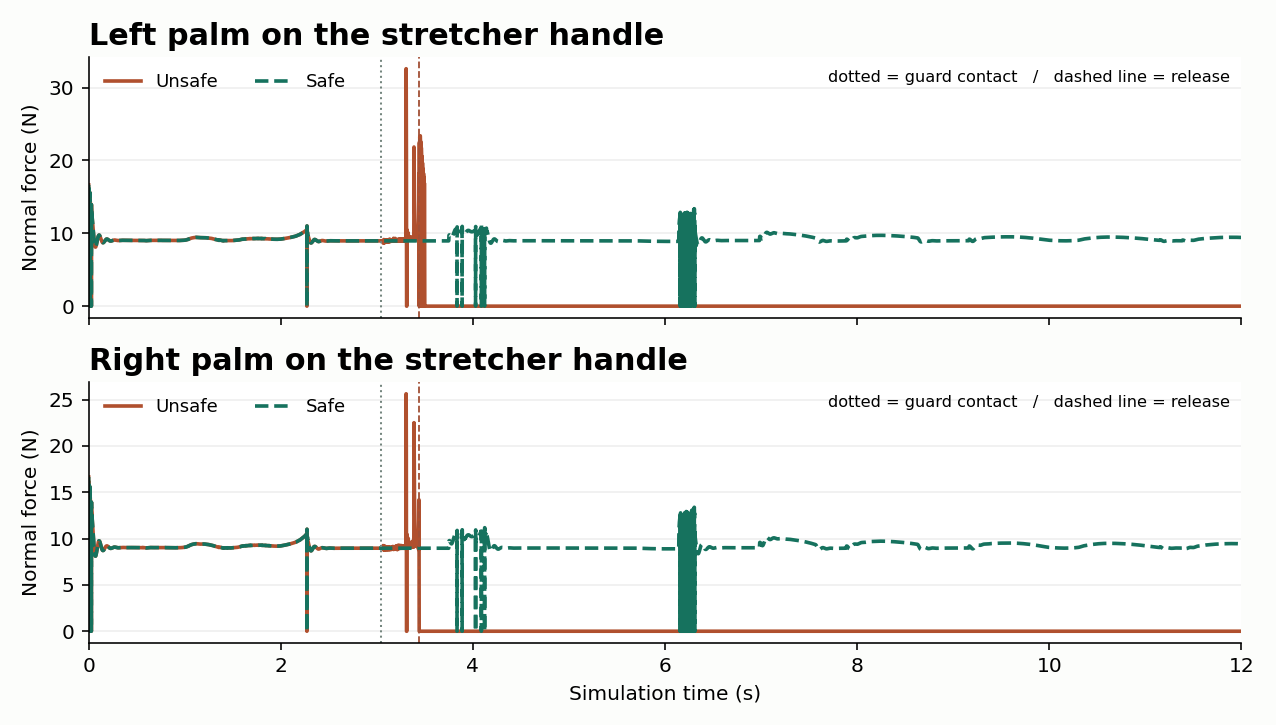 Left palm on the stretcher handle
Unsafe
Safe
dotted = guard contact / dashed line = release
Normal force (N)
30
20
10
0
Right palm on the stretcher handle
Unsafe
Safe
dotted = guard contact / dashed line = release
Normal force (N)
25
20
15
10
5
0
0 2 4 6 8 10 12
Simulation time (s)